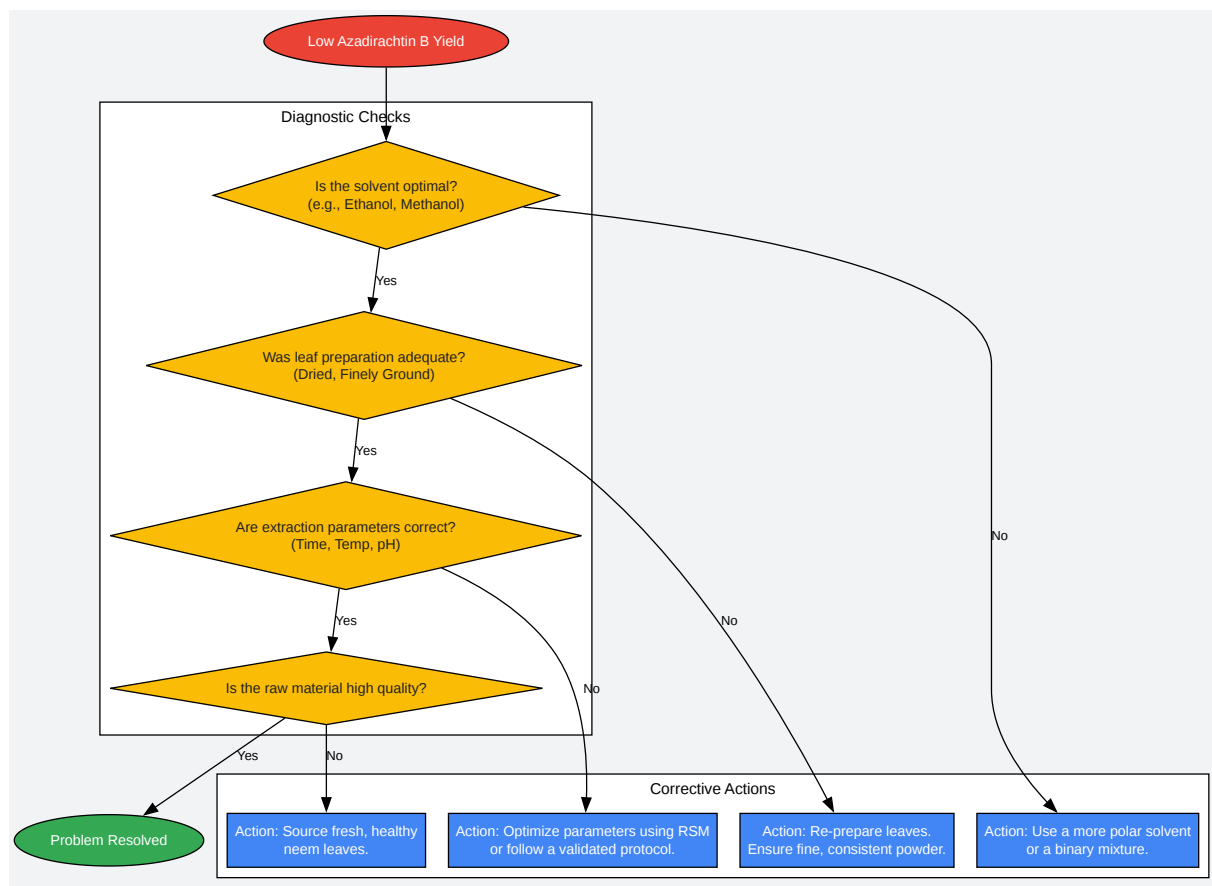 Low Azadirachtin B Yield
Diagnostic Checks
Is the solvent optimal?
(e.g., Ethanol, Methanol)
Yes
Was leaf preparation adequate?
(Dried, Finely Ground)
Yes
Are extraction parameters correct?
(Time, Temp, pH)
No
Yes
No
Is the raw material high quality?
No
Yes
No
Corrective Actions
Problem Resolved
Action: Source fresh, healthy
neem leaves.
Action: Optimize parameters using RSM
or follow a validated protocol.
Action: Re-prepare leaves.
Ensure fine, consistent powder.
Action: Use a more polar solvent
or a binary mixture.